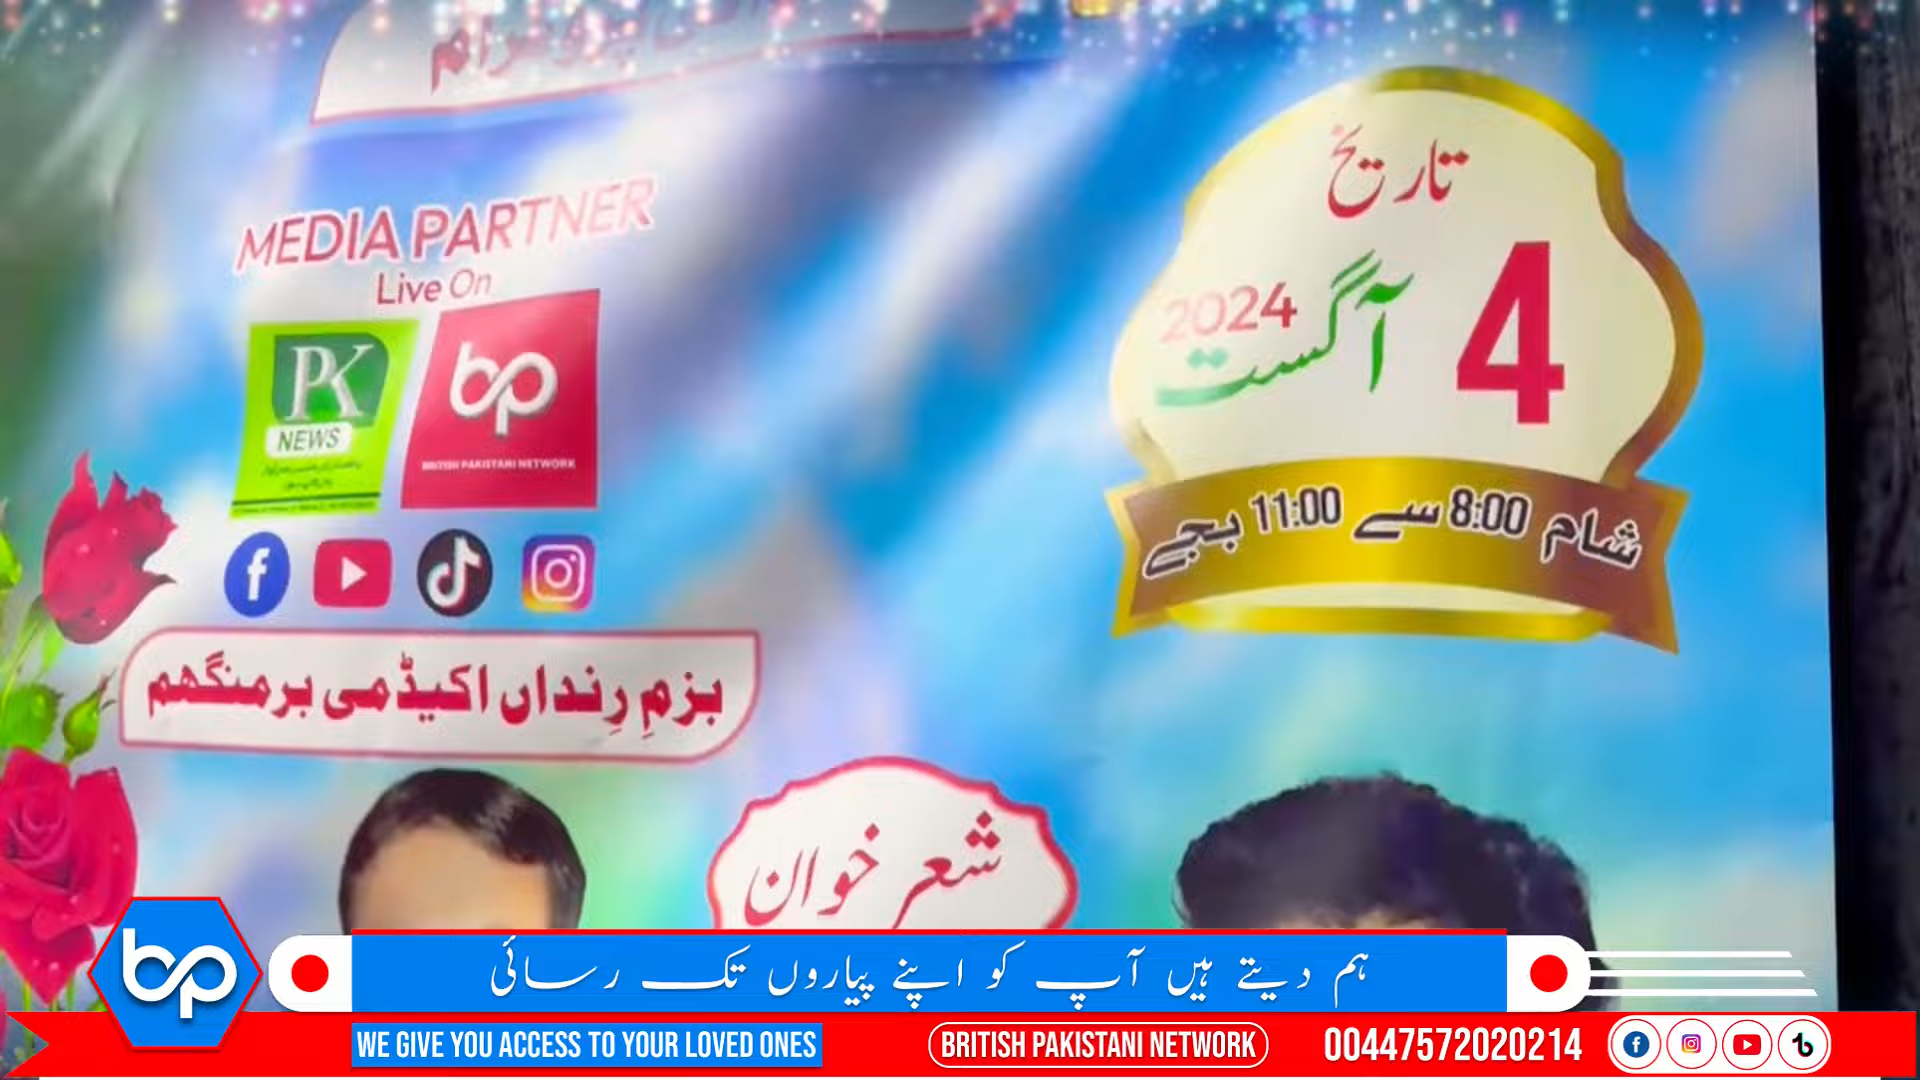 MEDIA PARTNER
Live On
PK
NEWS
bp
BRITISH PAKISTANI NETWORK
بزمِ رِنداں اکیڈمی برمنگھم
تاریخ
4 آگست 2024
شام 8:00 سے 11:00 بجے
شعر خوان
bp
ہم دیتے ہیں آپ کو اپنے پیاروں تک رسائی
WE GIVE YOU ACCESS TO YOUR LOVED ONES
BRITISH PAKISTANI NETWORK
00447572020214